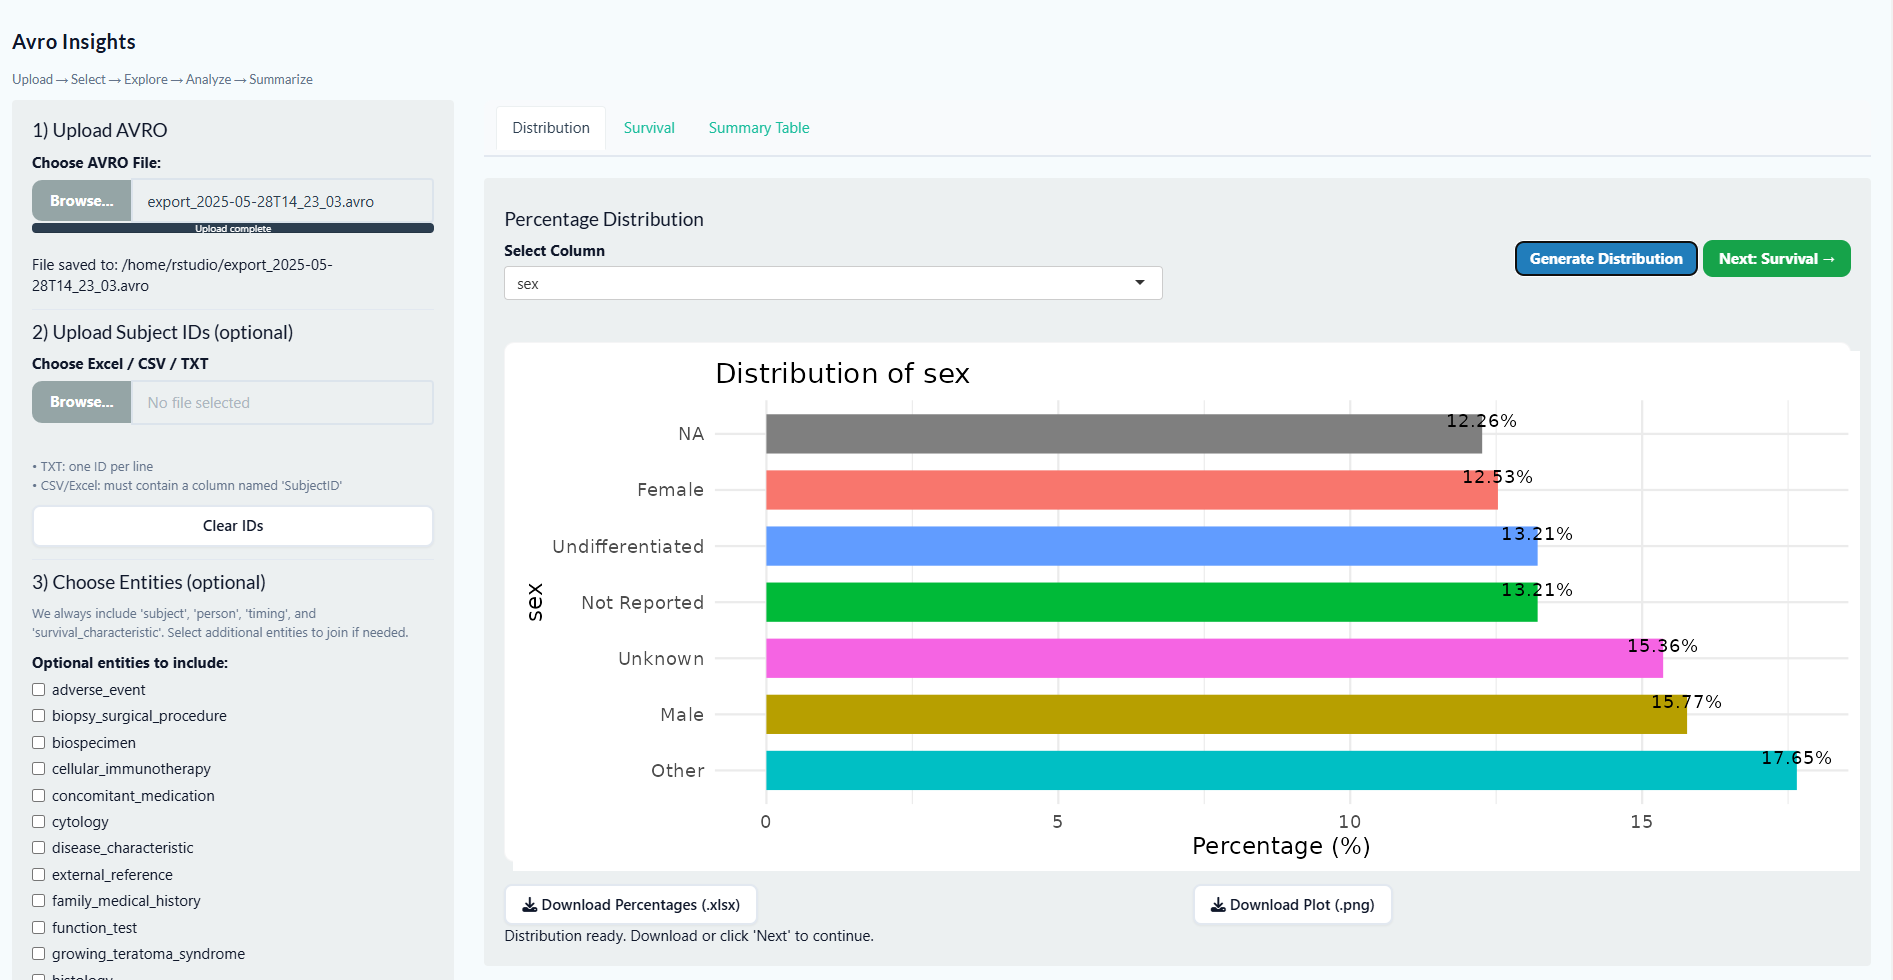 Avro Insights
Upload → Select → Explore → Analyze → Summarize
1) Upload AVRO
Choose AVRO File:
Browse... export_2025-05-28T14_23_03.avro
Upload complete
File saved to: /home/rstudio/export_2025-05-
28T14_23_03.avro
2) Upload Subject IDs (optional)
Choose Excel / CSV / TXT
Browse... No file selected
• TXT: one ID per line
• CSV/Excel: must contain a column named 'SubjectID'
Clear IDs
3) Choose Entities (optional)
We always include 'subject', 'person', 'timing', and
'survival_characteristic'. Select additional entities to join if needed.
Optional entities to include:
adverse_event
biopsy_surgical_procedure
biospecimen
cellular_immunotherapy
concomitant_medication
cytology
disease_characteristic
external_reference
family_medical_history
function_test
growing_teratoma_syndrome
histology
Distribution Survival Summary Table
Percentage Distribution
Select Column
sex
Generate Distribution
Next: Survival →
Distribution of sex
NA 12.26%
Female 12.53%
Undifferentiated 13.21%
Not Reported 13.21%
Unknown 15.36%
Male 15.77%
Other 17.65%
sex
0 5 10 15
Percentage (%)
Download Percentages (.xlsx)
Download Plot (.png)
Distribution ready. Download or click 'Next' to continue.